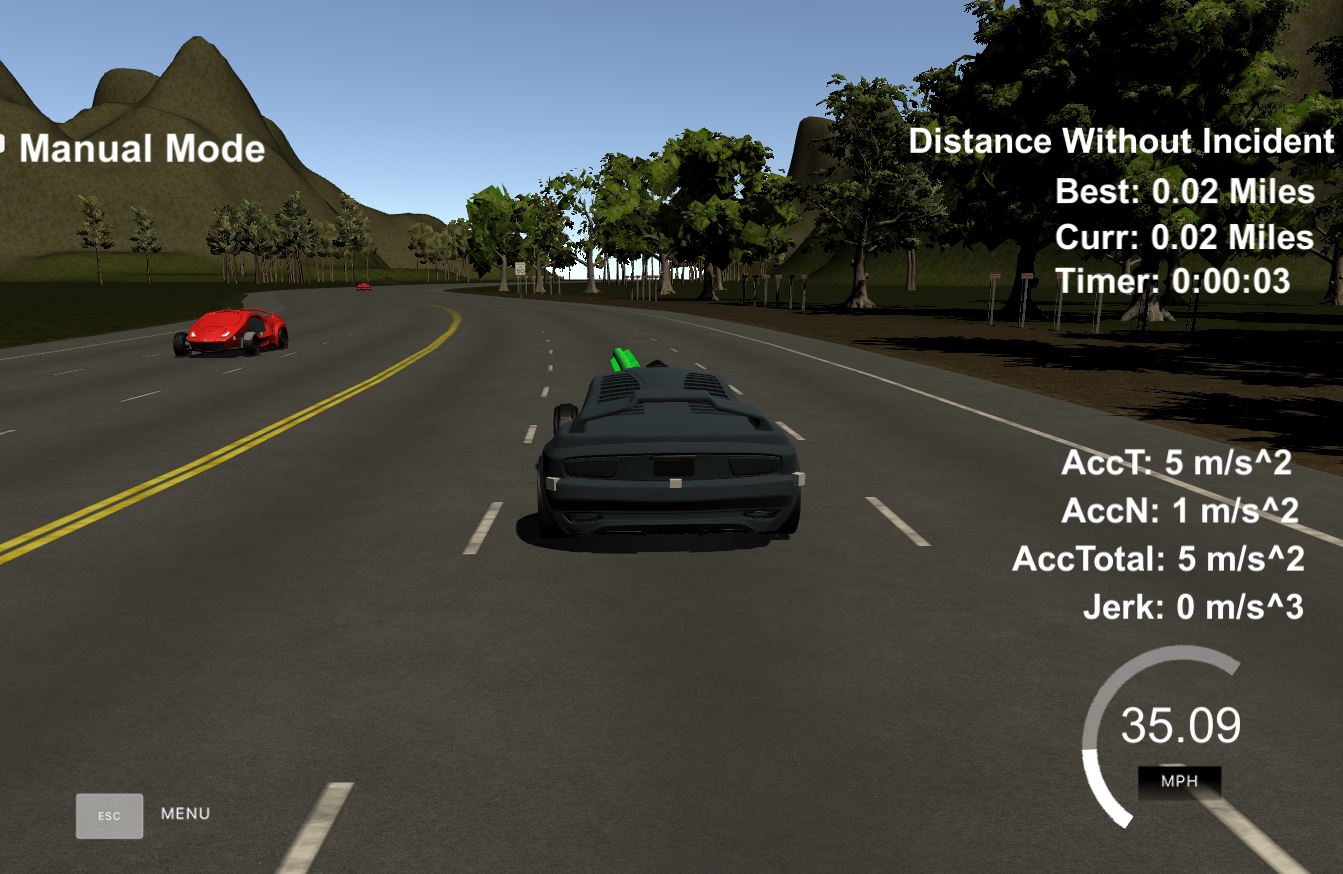 Manual Mode
Distance Without Incident
Best: 0.02 Miles
Curr: 0.02 Miles
Timer: 0:00:03
AccT: 5 m/s^2
AccN: 1 m/s^2
AccTotal: 5 m/s^2
Jerk: 0 m/s^3
35.09
MPH
ESC MENU